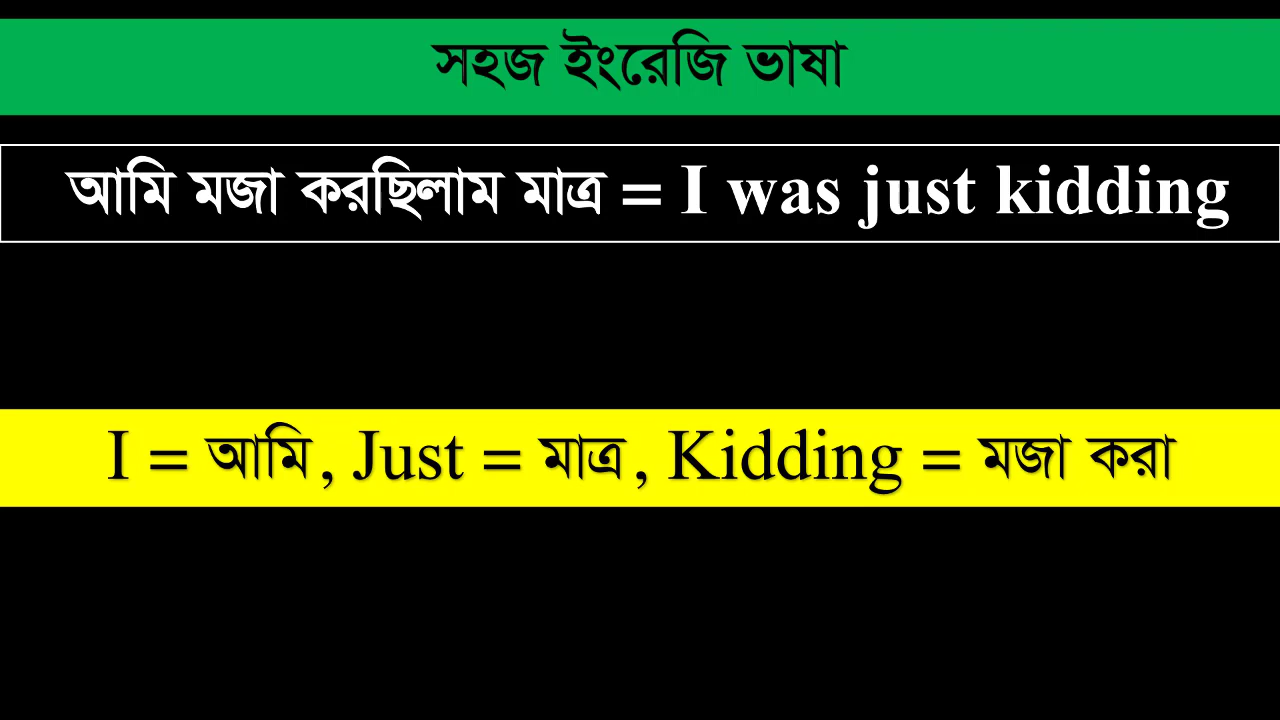 সহজ ইংরেজি ভাষা
আমি মজা করছিলাম মাত্র = I was just kidding
I = আমি, Just = মাত্র, Kidding = মজা করা